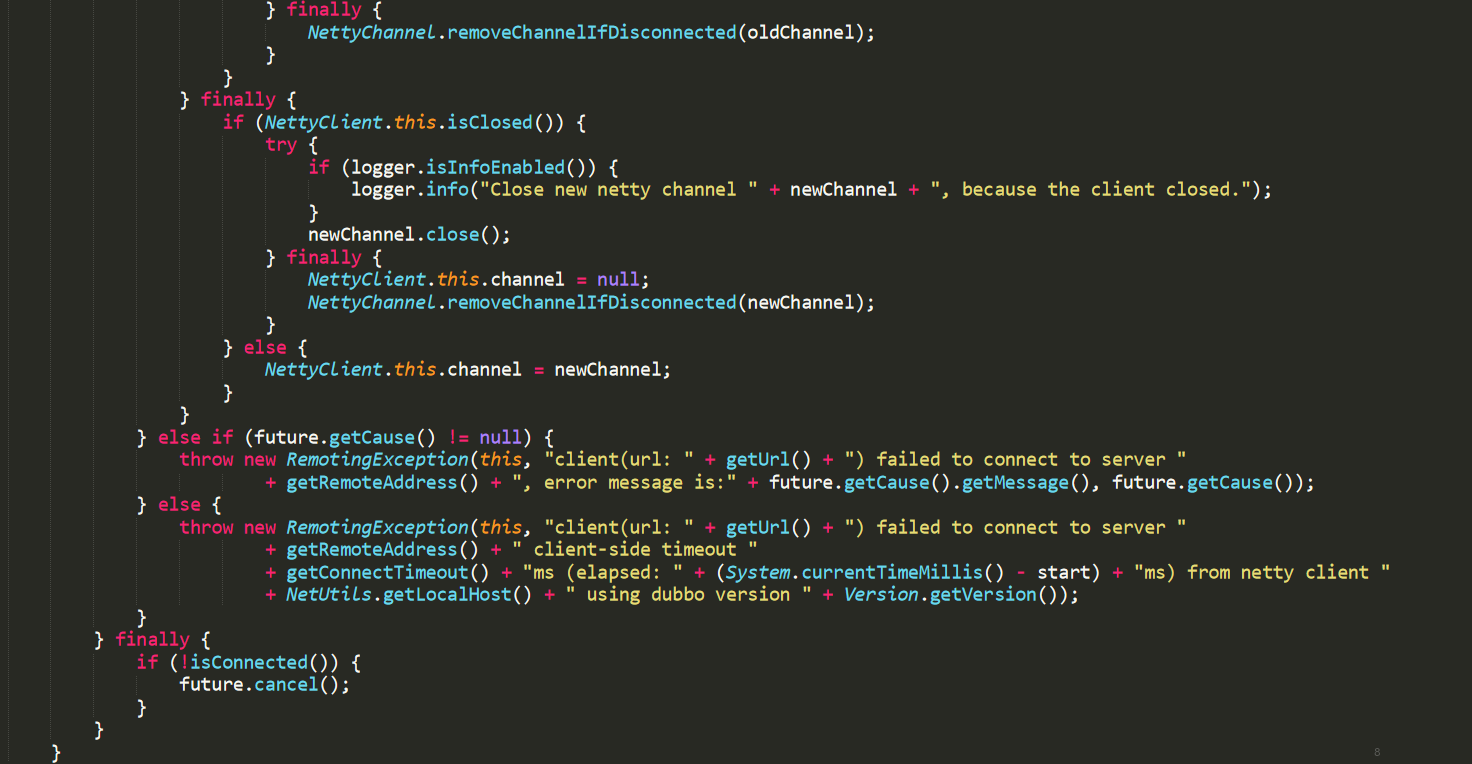 } finally {
NettyChannel.removeChannelIfDisconnected(oldChannel);
}
}
} finally {
if (NettyClient.this.isClosed()) {
try {
if (logger.isInfoEnabled()) {
logger.info("Close new netty channel " + newChannel + ", because the client closed.");
}
newChannel.close();
} finally {
NettyClient.this.channel = null;
NettyChannel.removeChannelIfDisconnected(newChannel);
}
} else {
NettyClient.this.channel = newChannel;
}
}
} else if (future.getCause() != null) {
throw new RemotingException(this, "client(url: " + getUrl() + ") failed to connect to server "
+ getRemoteAddress() + ", error message is:" + future.getCause().getMessage(), future.getCause());
} else {
throw new RemotingException(this, "client(url: " + getUrl() + ") failed to connect to server "
+ getRemoteAddress() + " client-side timeout "
+ getConnectTimeout() + "ms (elapsed: " + (System.currentTimeMillis() - start) + "ms) from netty client "
+ NetUtils.getLocalHost() + " using dubbo version " + Version.getVersion());
}
} finally {
if (!isConnected()) {
future.cancel();
}
}
}
8